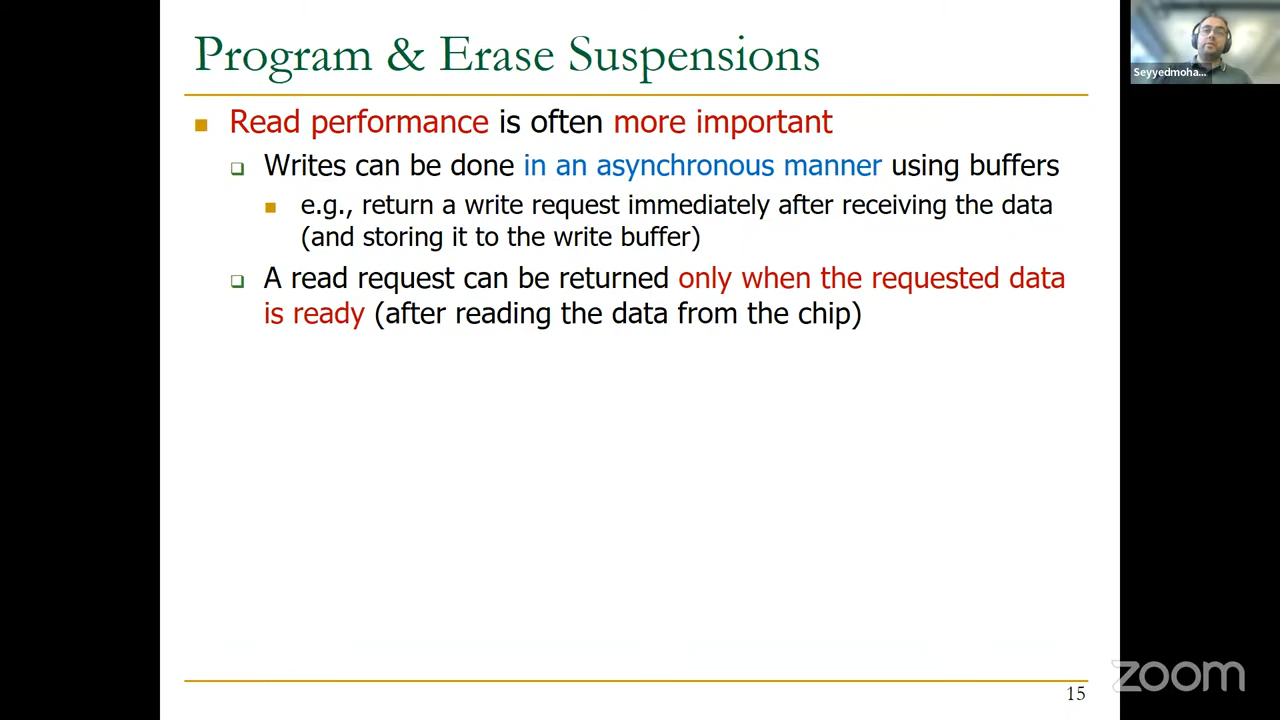 Program & Erase Suspensions
Read performance is often more important
Writes can be done in an asynchronous manner using buffers
e.g., return a write request immediately after receiving the data
(and storing it to the write buffer)
A read request can be returned only when the requested data
is ready (after reading the data from the chip)
15
Seyyedmoha...
zoom